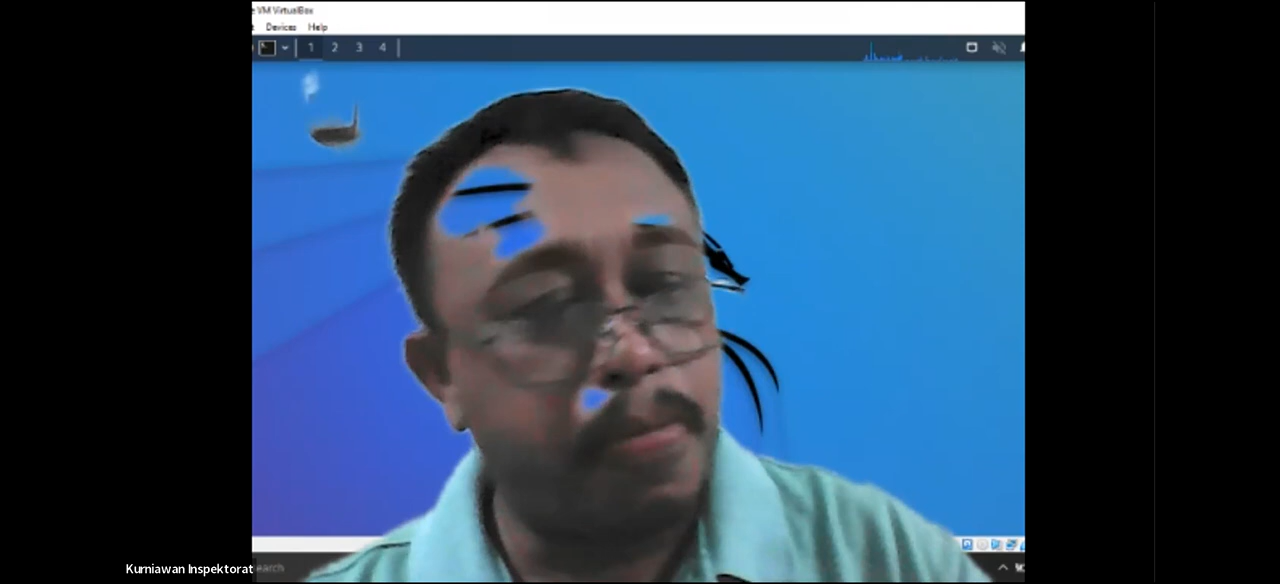 VM VirtualBox
Devices Help
1 2 3 4
Kurniawan Inspektorat
earch